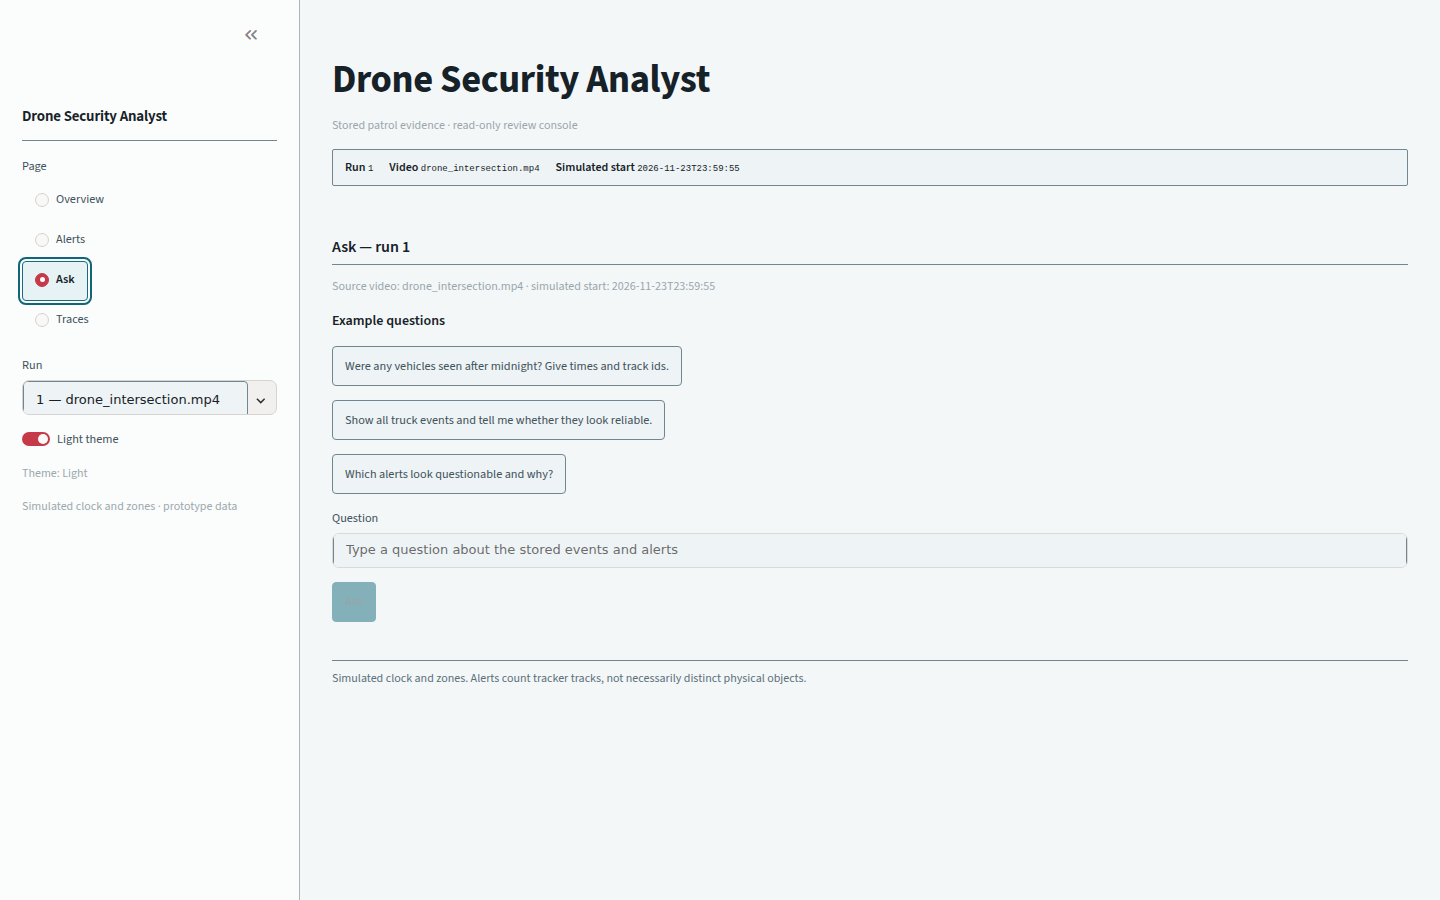 Drone Security Analyst
Page
Overview
Alerts
Ask
Traces
Run
1 — drone_intersection.mp4
Light theme
Theme: Light
Simulated clock and zones · prototype data
Drone Security Analyst
Stored patrol evidence · read-only review console
Run 1 Video drone_intersection.mp4 Simulated start 2026-11-23T23:59:55
Ask — run 1
Source video: drone_intersection.mp4 · simulated start: 2026-11-23T23:59:55
Example questions
Were any vehicles seen after midnight? Give times and track ids.
Show all truck events and tell me whether they look reliable.
Which alerts look questionable and why?
Question
Type a question about the stored events and alerts
Simulated clock and zones. Alerts count tracker tracks, not necessarily distinct physical objects.